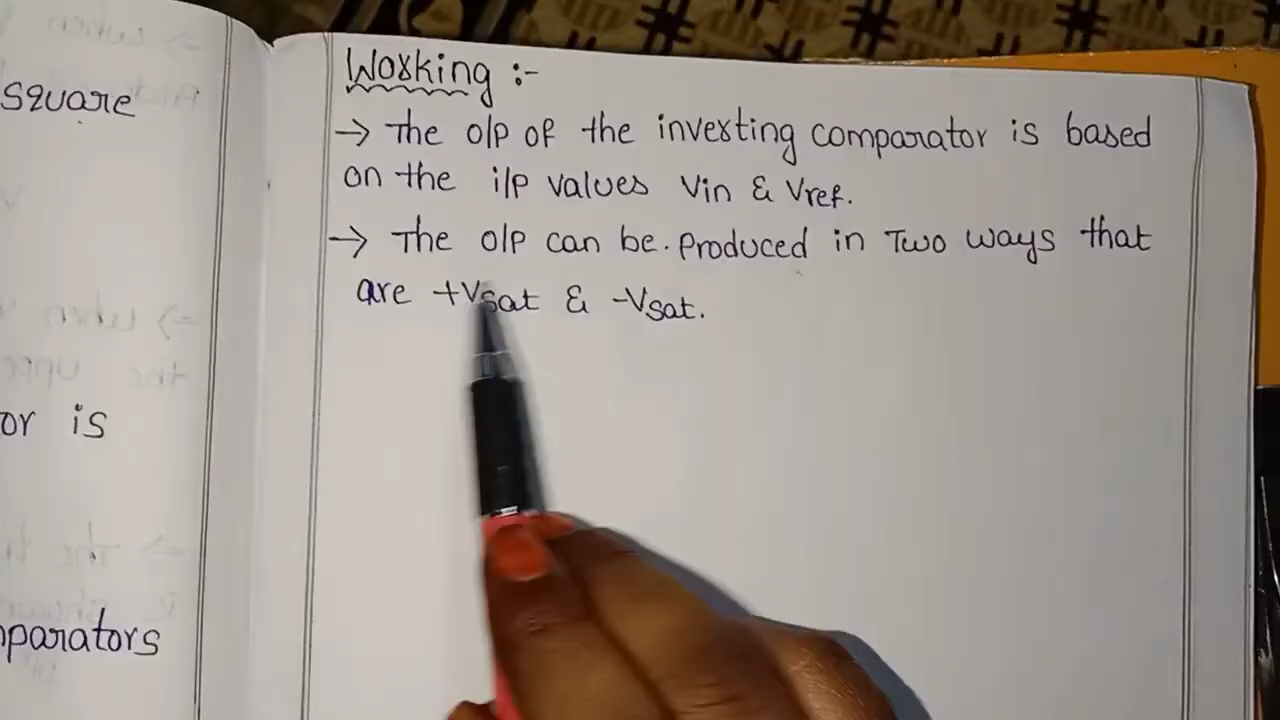 square
or is
mparators
Working :-
→ The o/p of the inverting comparator is based
on the i/p values Vin & Vref.
→ The o/p can be. Produced in Two ways that
are +Vsat & -Vsat.